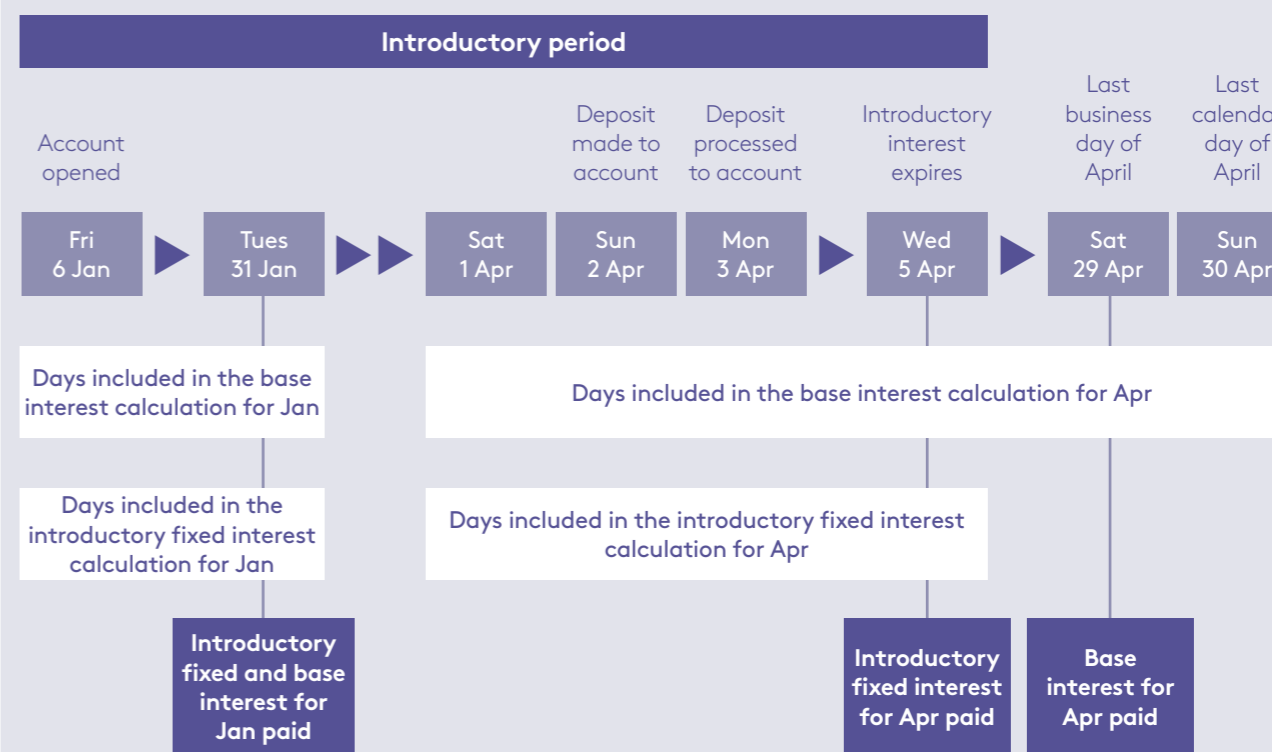 Introductory period
Account
opened
Deposit
made to
account
Deposit
processed
to account
Introductory
interest
expires
Last
business
day of
April
Last
calenda
day of
April
Fri
6 Jan
Tues
31 Jan
Sat
1 Apr
Sun
2 Apr
Mon
3 Apr
Wed
5 Apr
Sat
29 Apr
Sun
30 Apr
Days included in the base
interest calculation for Jan
Days included in the base interest calculation for Apr
Days included in the
introductory fixed interest
calculation for Jan
Days included in the introductory fixed interest
calculation for Apr
Introductory
fixed and base
interest for
Jan paid
Introductory
fixed interest
for Apr paid
Base
interest for
Apr paid